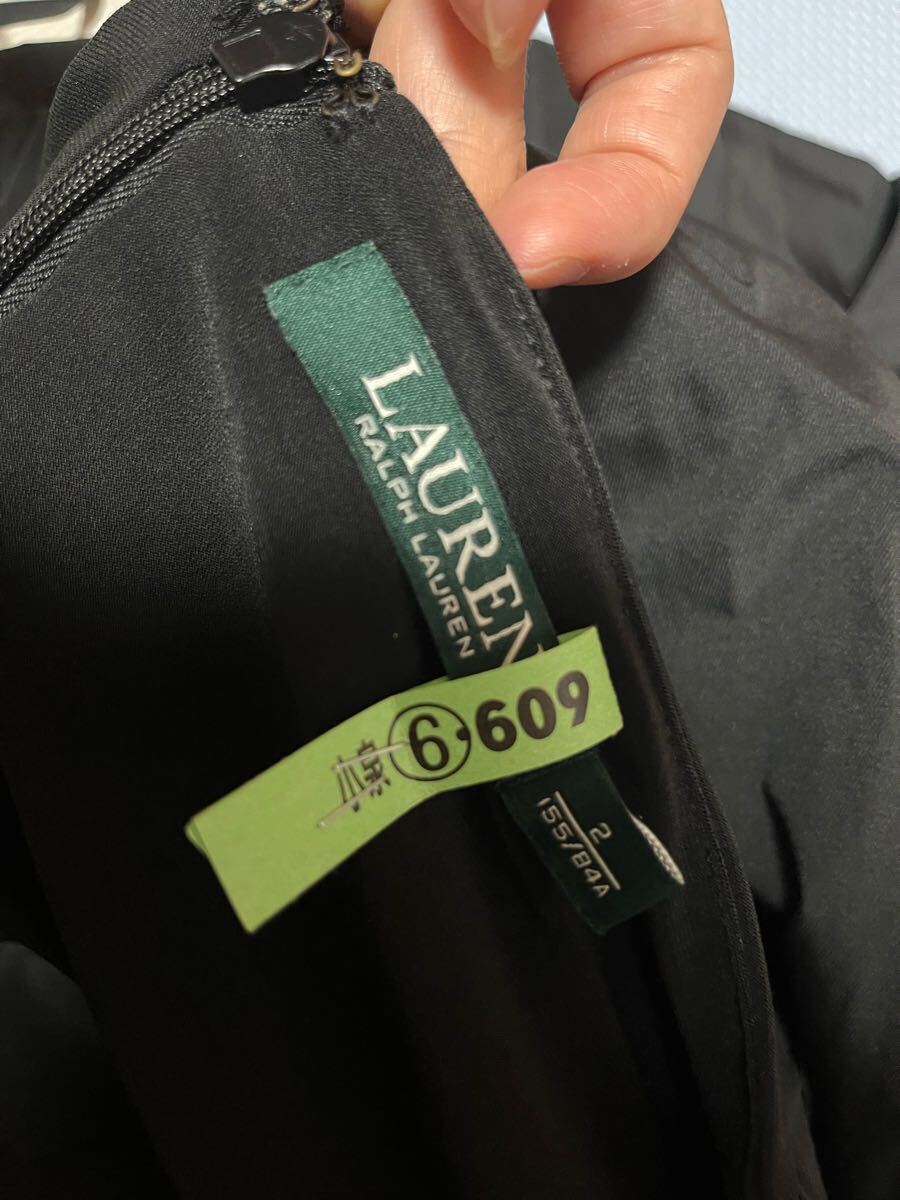 LAUREN
RALPH LAUREN
⑥・609
2
155/84A